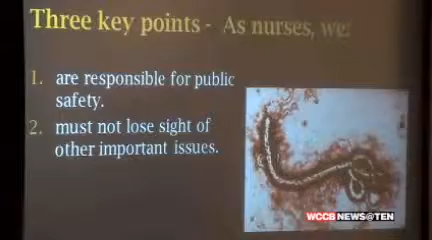 Three key points - As nurses, we:
1. are responsible for public
safety.
2. must not lose sight of
other important issues.
WCCB NEWS@TEN